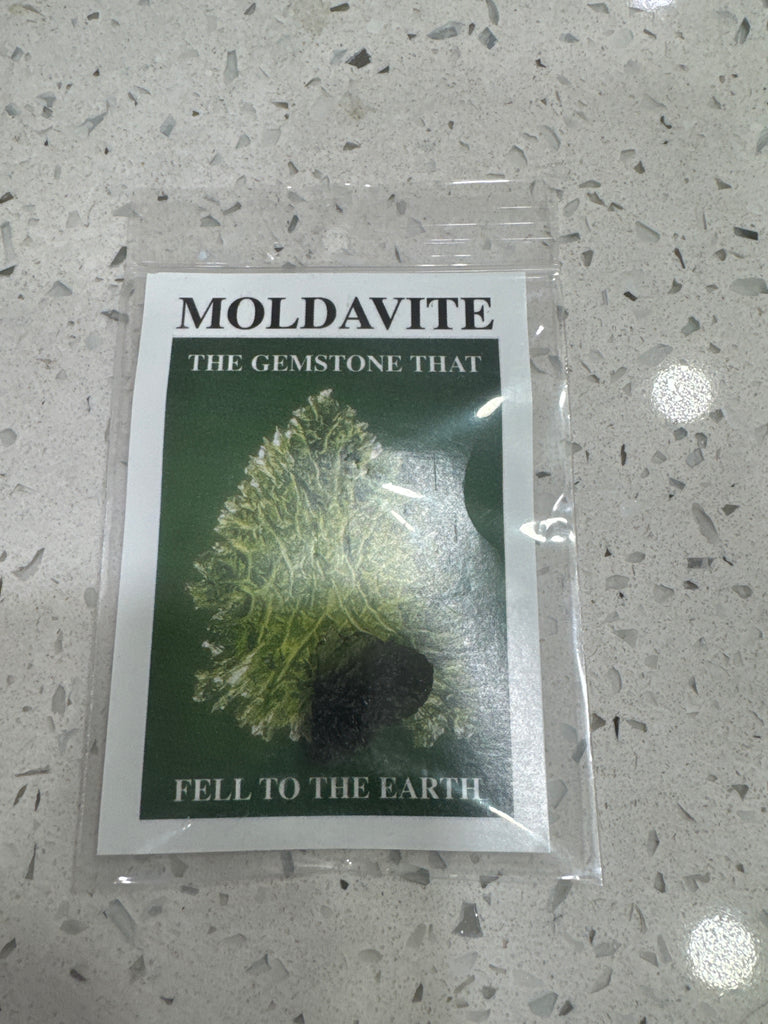 MOLDAVITE
THE GEMSTONE THAT
FELL TO THE EARTH